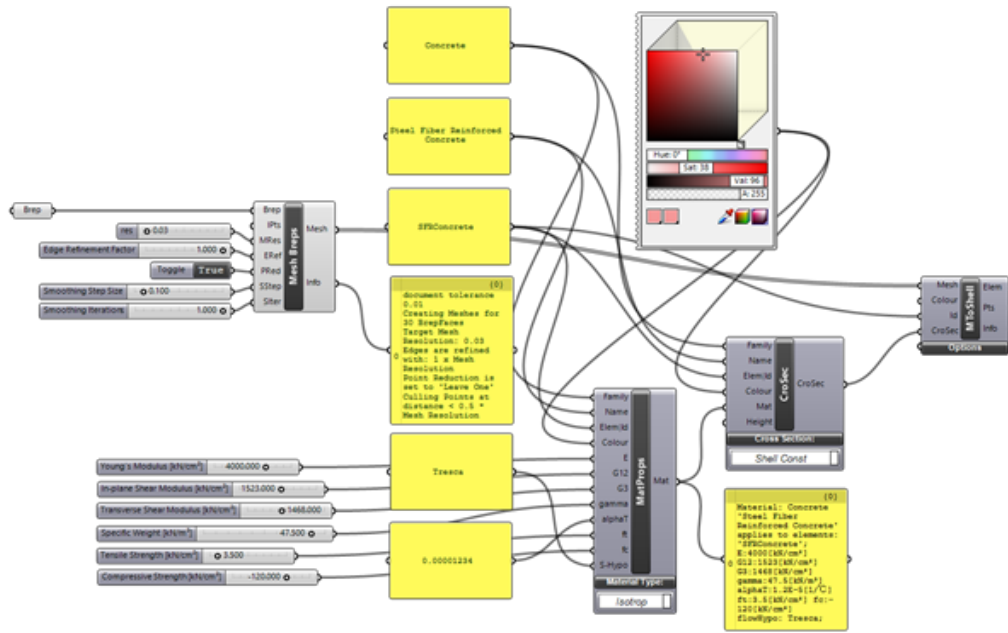 Concrete
Steel Fiber Reinforced
Concrete
SFRConcrete
Hue: 0°
Sat: 38
Val: 96
A: 255
Brep
res 0.03
Edge Refinement Factor 1.000
Toggle True
Smoothing Step Size 0.100
Smoothing Iterations 1.000
Brep
IPts
MRes
ERef
PRed
SStep
SIter
Mesh Breps
Mesh
Info
{0}
0
document tolerance
0.01
Creating Meshes for
30 BrepFaces
Target Mesh
Resolution: 0.03
Edges are refined
with: 1 x Mesh
Resolution
Point Reduction is
set to 'Leave One'
Culling Points at
distance < 0.5 *
Mesh Resolution
Mesh
Colour
Id
CroSec
MToShell
Elem
Pts
Info
Options
Family
Name
Elem|Id
Colour
Mat
Height
CroSec
CroSec
Cross Section:
Shell Const
Young's Modulus [kN/cm²] 4000.000
In-plane Shear Modulus [kN/cm²] 1523.000
Transverse Shear Modulus [kN/cm²] 1468.000
Specific Weight [kN/cm³] 47.500
Tensile Strength [kN/cm²] 3.500
Compressive Strength[kN/cm²] -120.000
Tresca
0.00001234
Family
Name
Elem|Id
Colour
E
G12
G3
gamma
alphaT
ft
fc
S-Hypo
MatProps
Mat
Material Type:
Isotrop
{0}
0
Material: Concrete
'Steel Fiber
Reinforced Concrete'
applies to elements:
'SFRConcrete';
E:4000[kN/cm²]
G12:1523[kN/cm²]
G3:1468[kN/cm²]
gamma:47.5[kN/m³]
alphaT:1.2E-5[1/°C]
ft:3.5[kN/cm²] fc:-
120[kN/cm²]
flowHypo: Tresca;